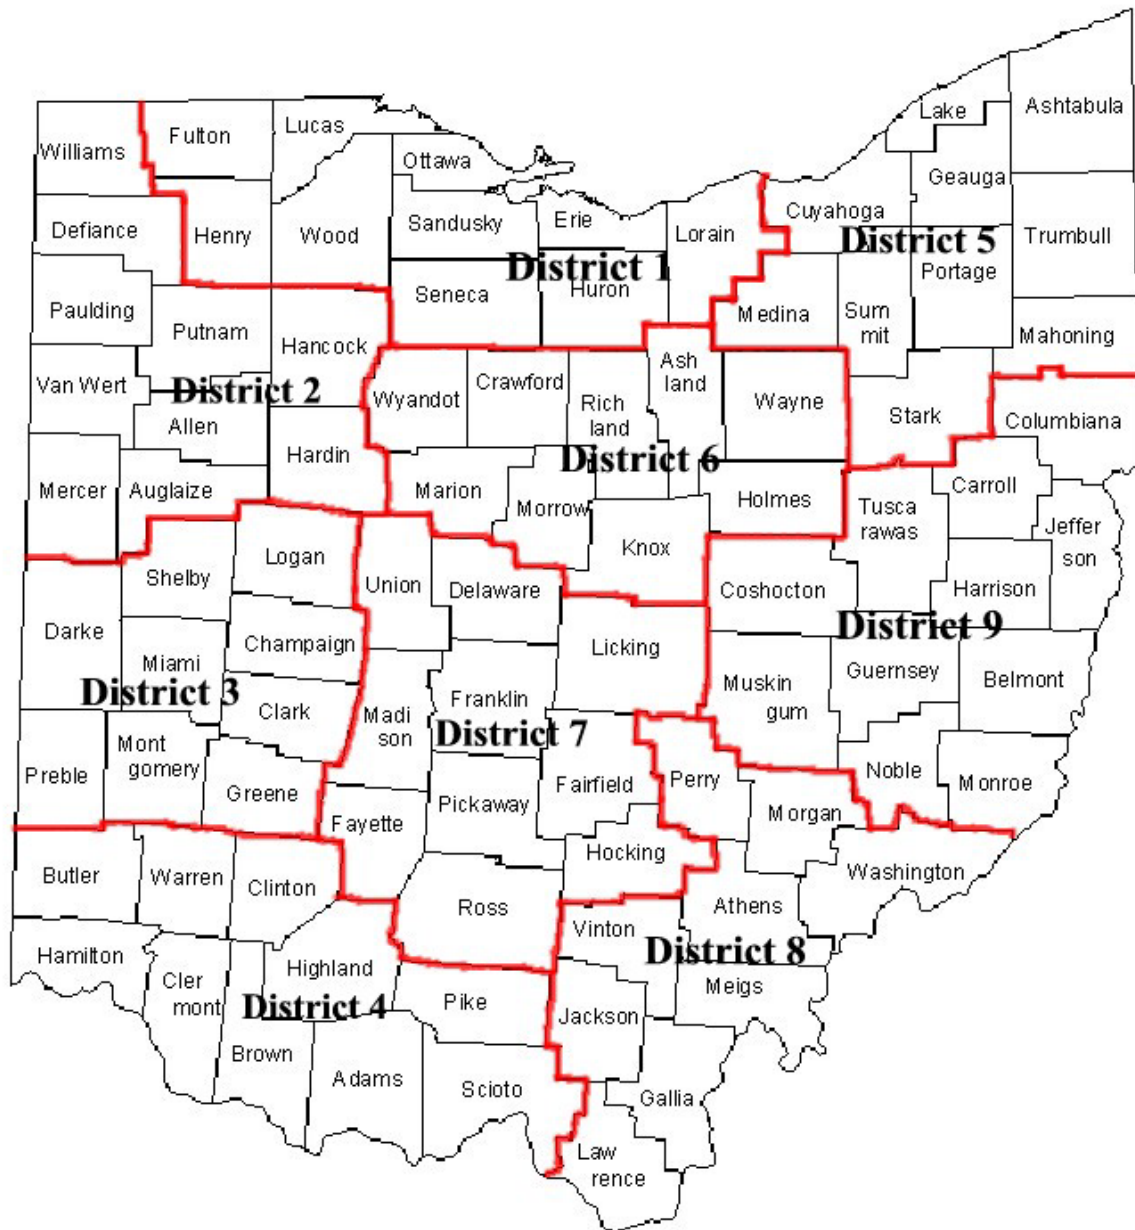 Lake
Ashtabula
Fulton
Lucas
Williams
Ottawa
Geauga
Cuyahoga
Defiance
Henry
Wood
Sandusky
Erie
Lorain
District 5
Trumbull
District 1
Portage
Paulding
Putnam
Seneca
Huron
Medina
Sum
mit
Mahoning
Hancock
Van Wert
District 2
Allen
Wyandot
Crawford
Rich
land
Ash
land
Wayne
Stark
Columbiana
Mercer
Auglaize
Hardin
District 6
Marion
Morrow
Holmes
Tusca
rawas
Carroll
Jeffer
son
Logan
Knox
Shelby
Union
Delaware
Coshocton
Harrison
Darke
Champaign
Licking
District 9
Miami
District 3
Clark
Madi
son
Franklin
Muskin
gum
Guernsey
Belmont
Mont
gomery
District 7
Preble
Greene
Fayette
Pickaway
Fairfield
Perry
Morgan
Noble
Monroe
Butler
Warren
Clinton
Hocking
Washington
Ross
Athens
Hamilton
Vinton
District 8
Cler
mont
Highland
District 4
Pike
Jackson
Meigs
Brown
Adams
Scioto
Gallia
Law
rence